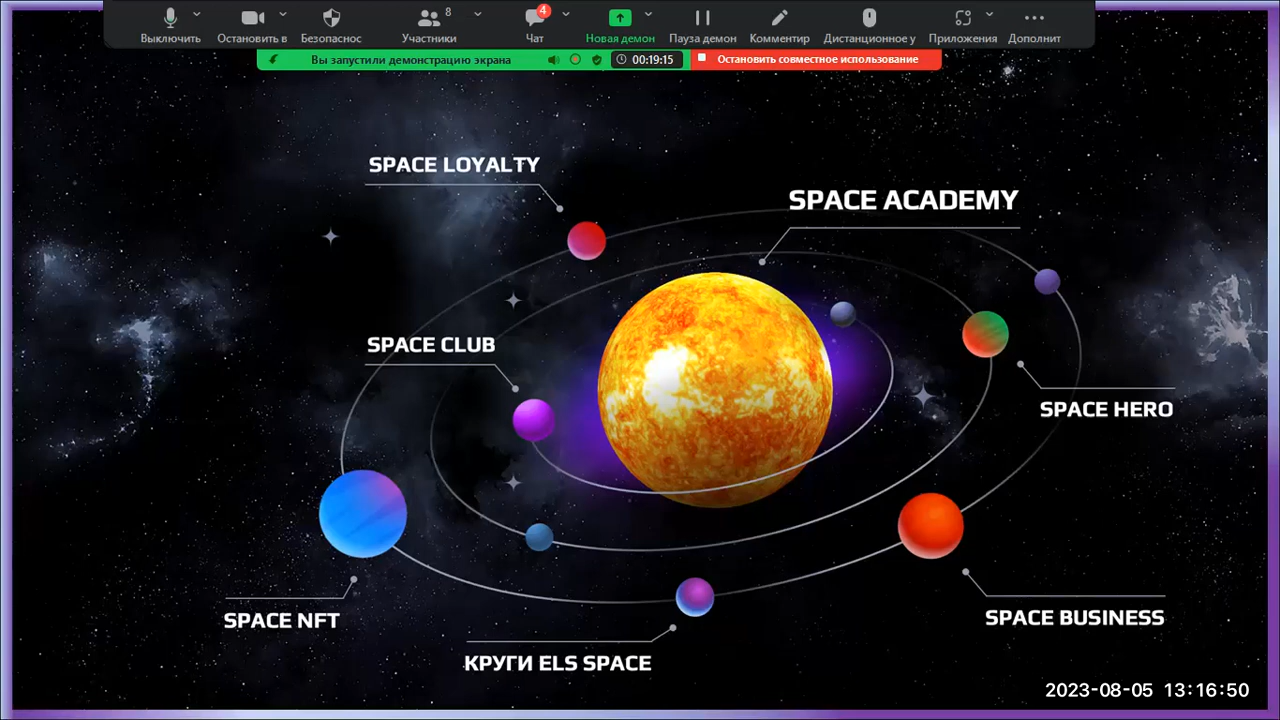 8
4
Выключить
Остановить в
Безопаснос
Участники
Чат
Новая демон
Пауза демон
Комментир
Дистанционное у
Приложения
Дополнит
Вы запустили демонстрацию экрана
00:19:15
Остановить совместное использование
SPACE LOYALTY
SPACE ACADEMY
SPACE CLUB
SPACE HERO
SPACE NFT
SPACE BUSINESS
КРУГИ ELS SPACE
2023-08-05 13:16:50